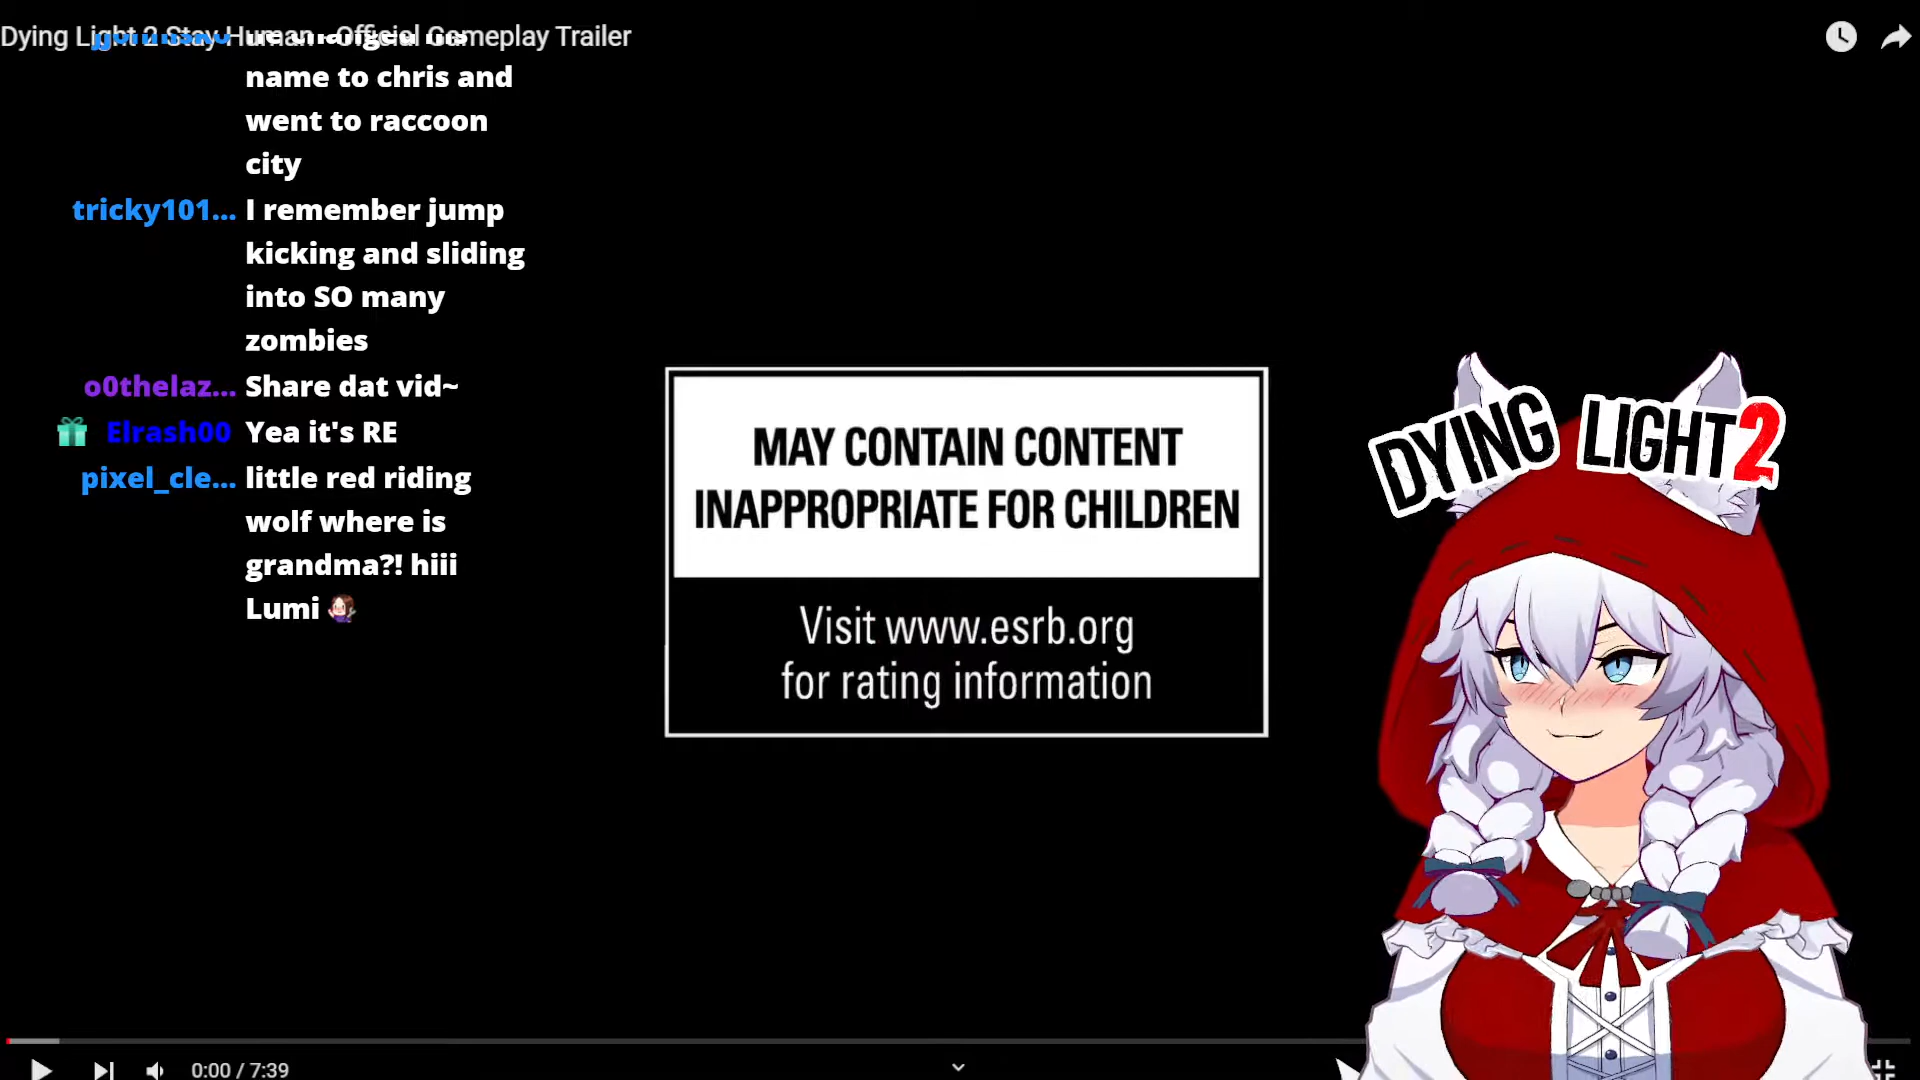 Dying Light 2 Stay Human - Official Gameplay Trailer
name to chris and
went to raccoon
city
tricky101... I remember jump
kicking and sliding
into SO many
zombies
o0thelaz... Share dat vid~
Elrash00 Yea it's RE
pixel_cle... little red riding
wolf where is
grandma?! hiii
Lumi
MAY CONTAIN CONTENT
INAPPROPRIATE FOR CHILDREN
Visit www.esrb.org
for rating information
DYING LIGHT 2
0:00 / 7:39